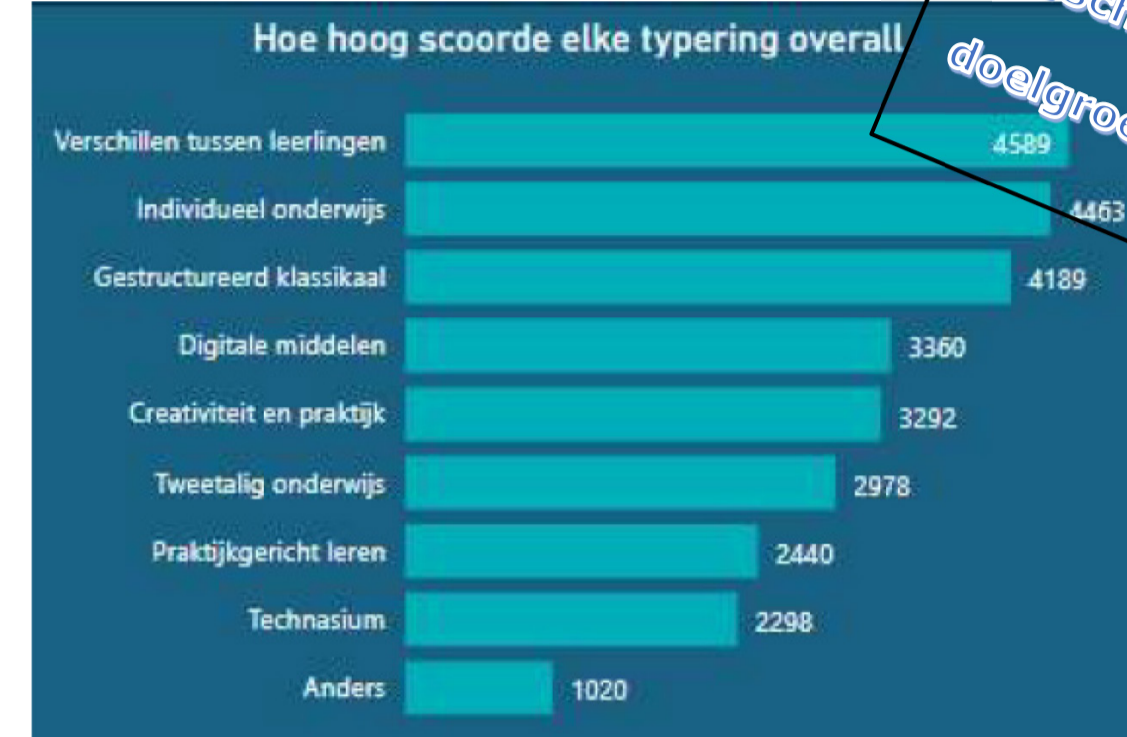 Hoe hoog scoorde elke typering overall
Verschillen tussen leerlingen 4589
Individueel onderwijs 4463
Gestructureerd klassikaal 4189
Digitale middelen 3360
Creativiteit en praktijk 3292
Tweetalig onderwijs 2978
Praktijkgericht leren 2440
Technasium 2298
Anders 1020